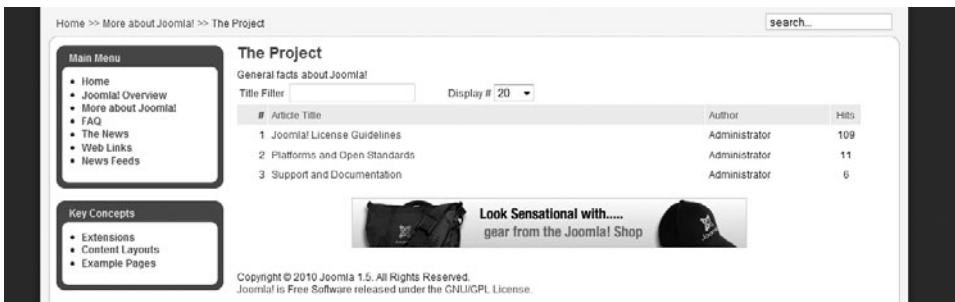 Home >> More about Joomla! >> The Project
search...
Main Menu
Home
Joomla! Overview
More about Joomla!
FAQ
The News
Web Links
News Feeds
Key Concepts
Extensions
Content Layouts
Example Pages
The Project
General facts about Joomla!
Title Filter Display # 20
# Article Title Author Hits
1 Joomla! License Guidelines Administrator 109
2 Platforms and Open Standards Administrator 11
3 Support and Documentation Administrator 6
Look Sensational with.....
gear from the Joomla! Shop
Copyright © 2010 Joomla 1.5. All Rights Reserved.
Joomla! is Free Software released under the GNU/GPL License.